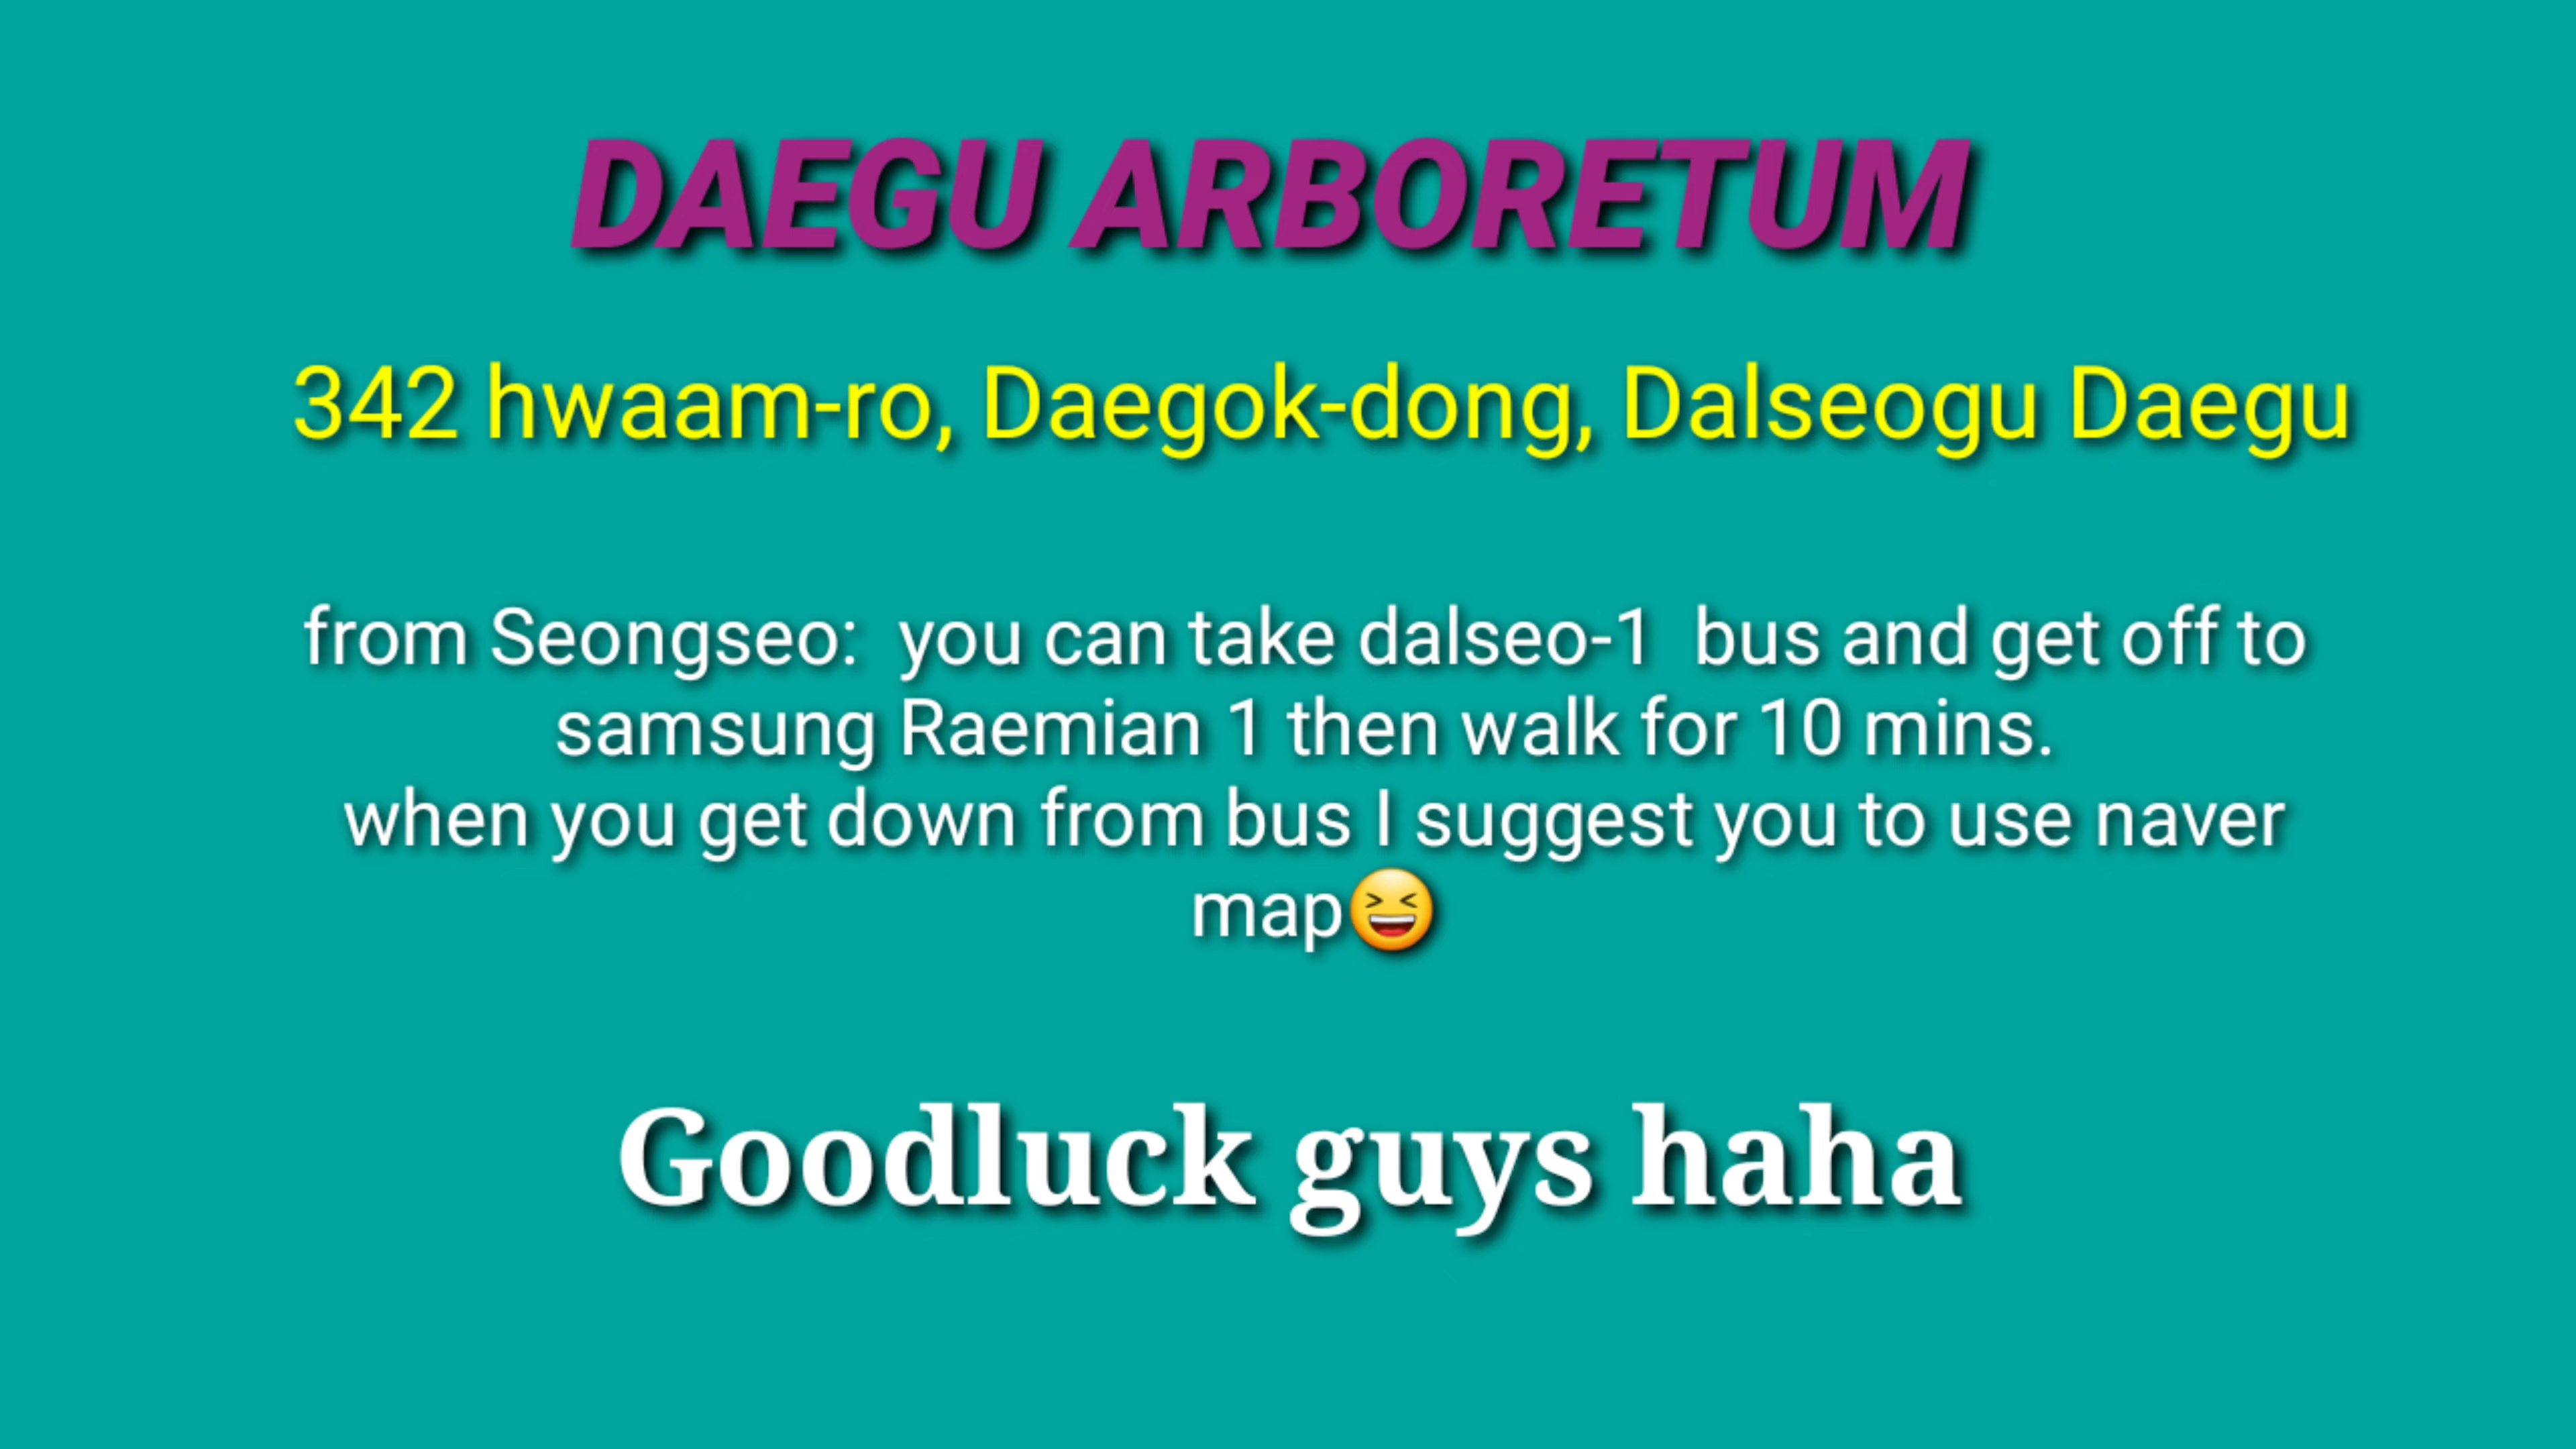 DAEGU ARBORETUM
342 hwaam-ro, Daegok-dong, Dalseogu Daegu
from Seongseo:  you can take dalseo-1  bus and get off to
samsung Raemian 1 then walk for 10 mins.
when you get down from bus I suggest you to use naver
map😆
Goodluck guys haha